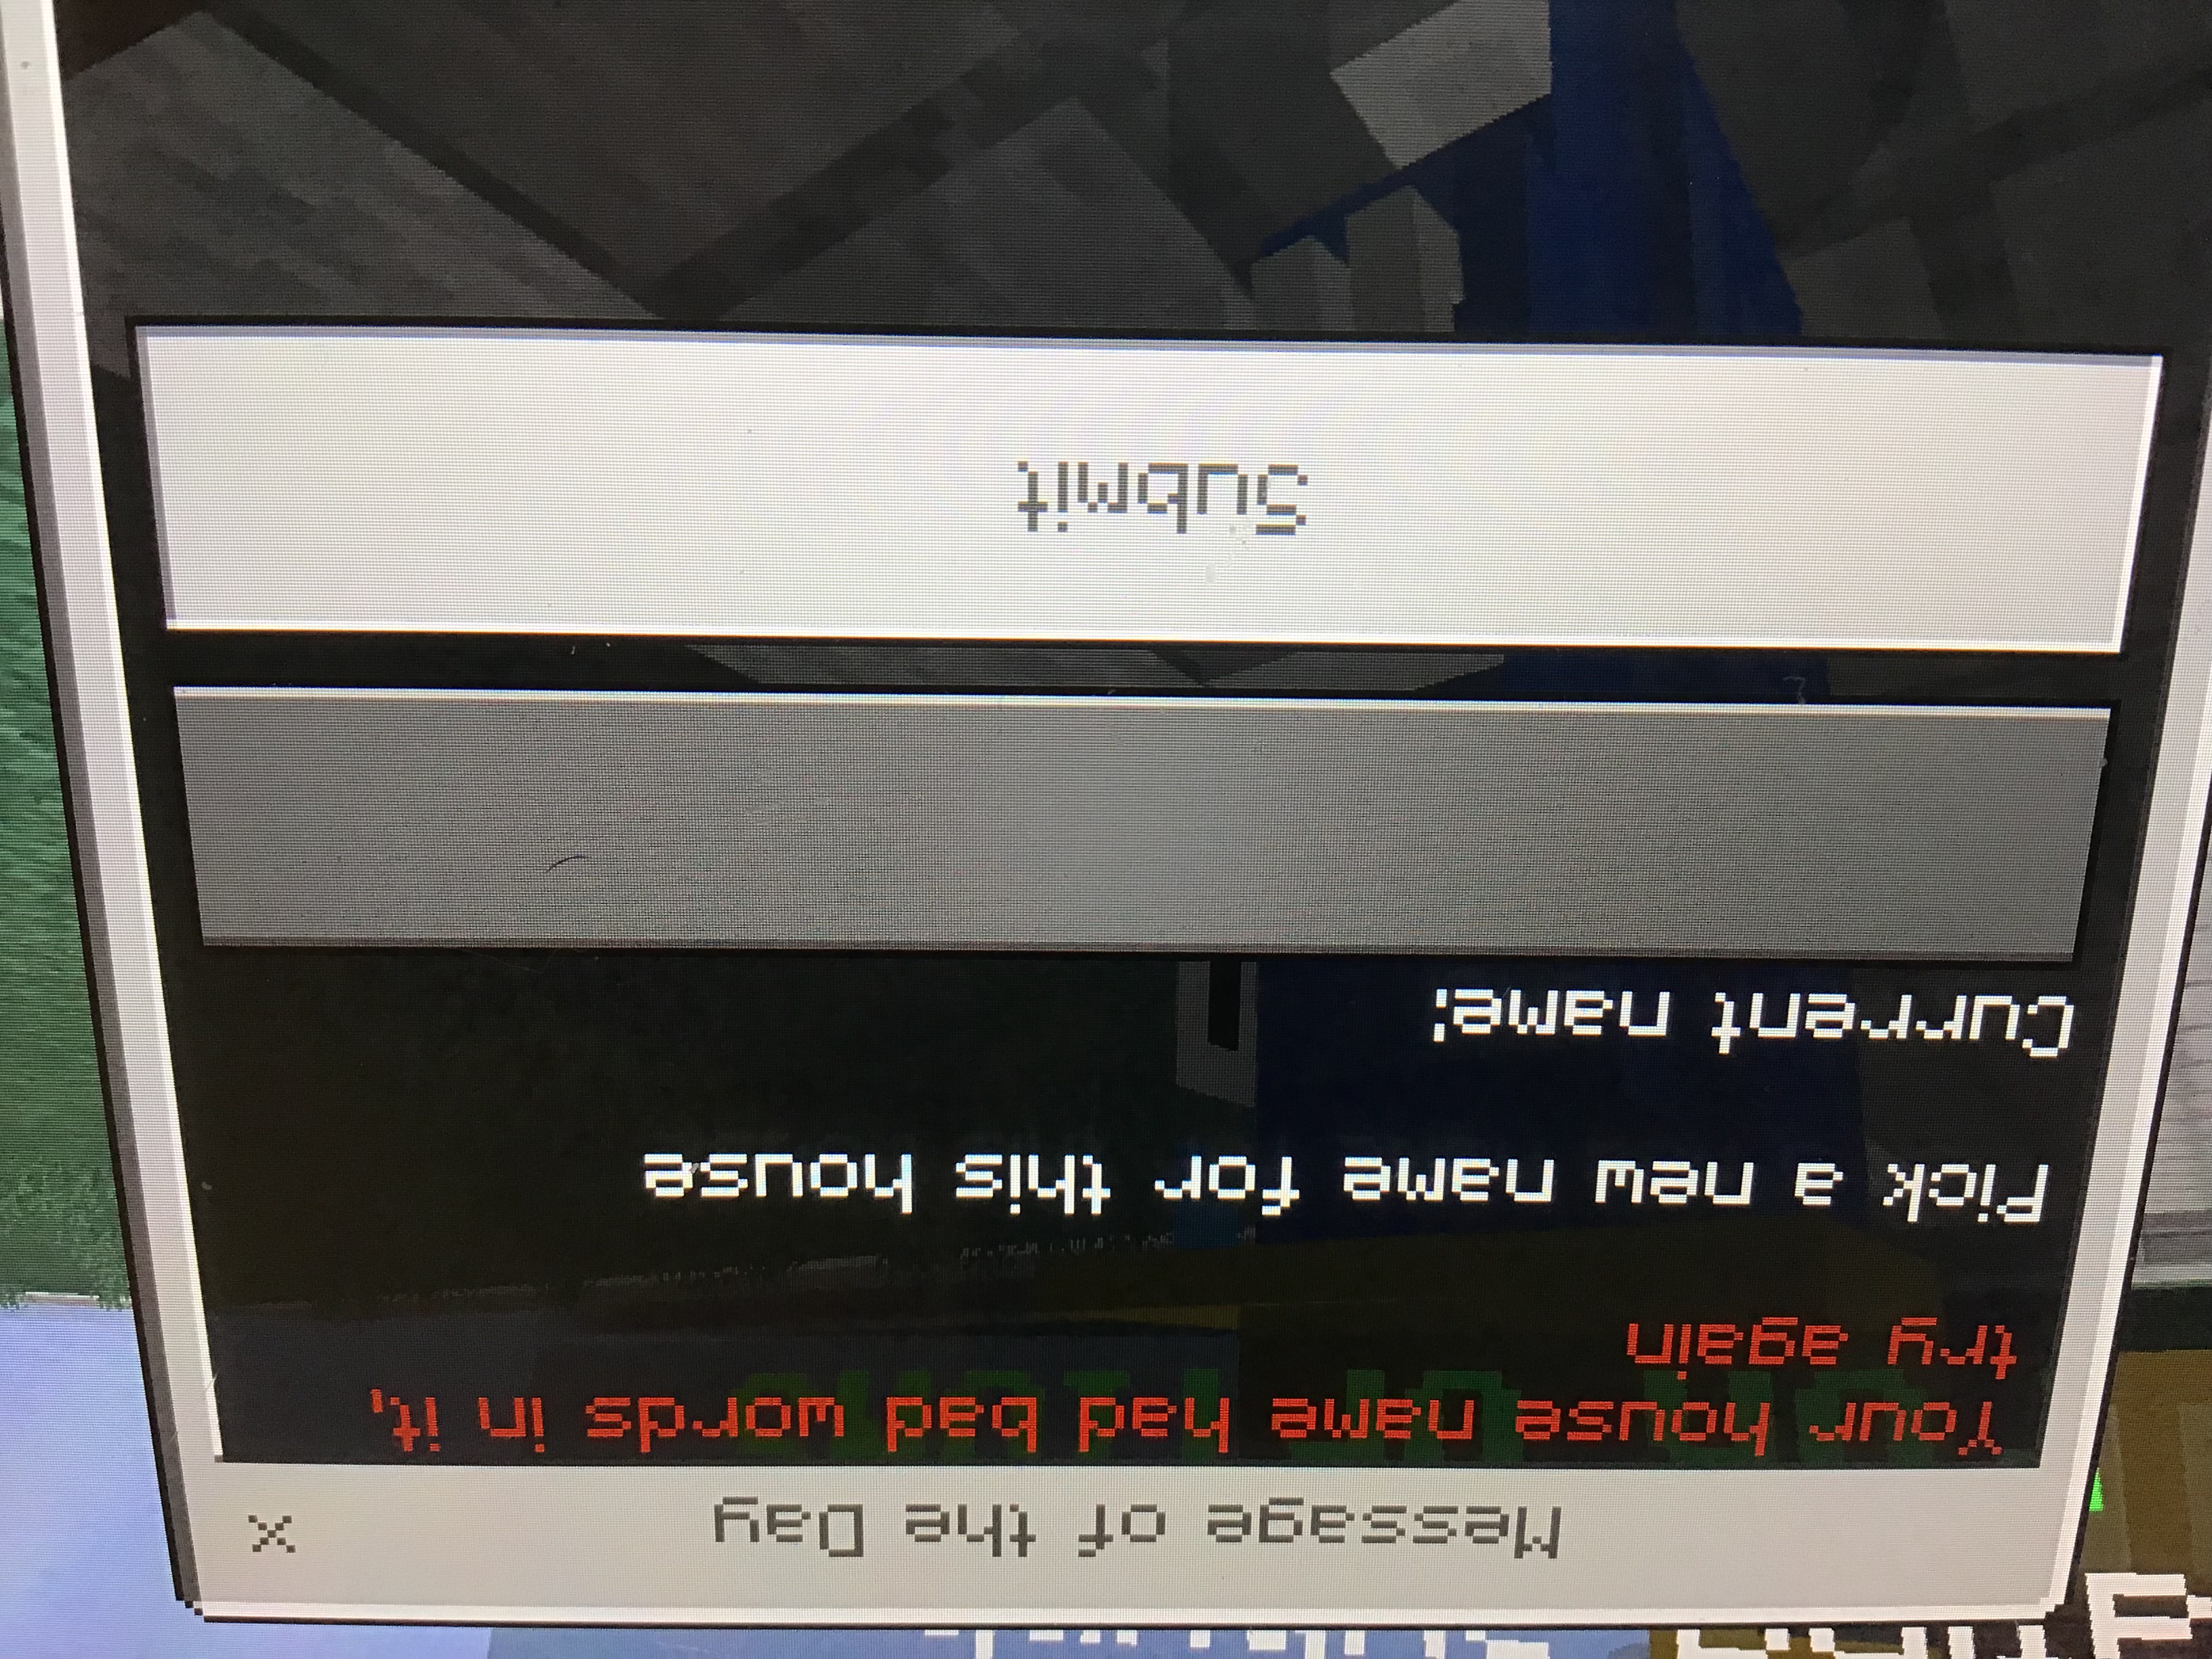 Message of the Day
Your house name had bad words in it,
try again
Pick a new name for this house
Current name:
Submit